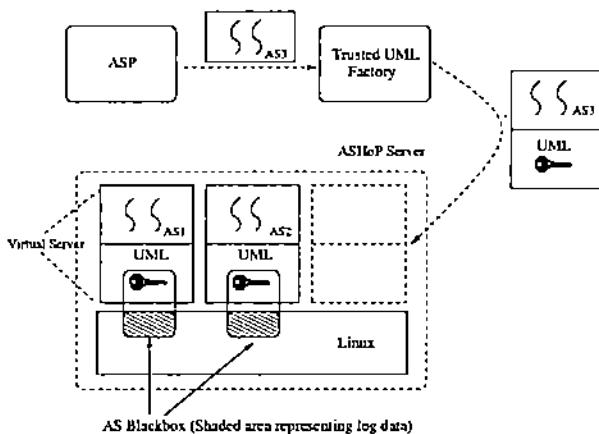 AS3
ASP
Trusted UML
Factory
AS3
UML
ASHoP Server
AS1
AS2
Virtual Server
UML
UML
Linux
AS Blackbox (Shaded area representing log data)